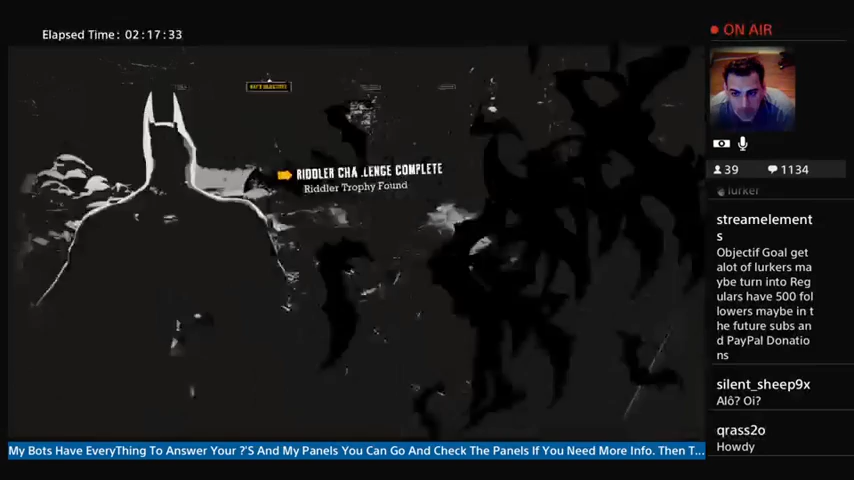 Elapsed Time: 02:17:33
ON AIR
RIDDLER CHA LENGE COMPLETE
Riddler Trophy Found
39
1134
lurker
streamelement
s
Objectif Goal get
alot of lurkers ma
ybe turn into Reg
ulars have 500 fol
lowers maybe in t
he future subs an
d PayPal Donatio
ns
silent_sheep9x
Alô? Oi?
qrass2o
Howdy
My Bots Have EveryThing To Answer Your ?'S And My Panels You Can Go And Check The Panels If You Need More Info. Then T...